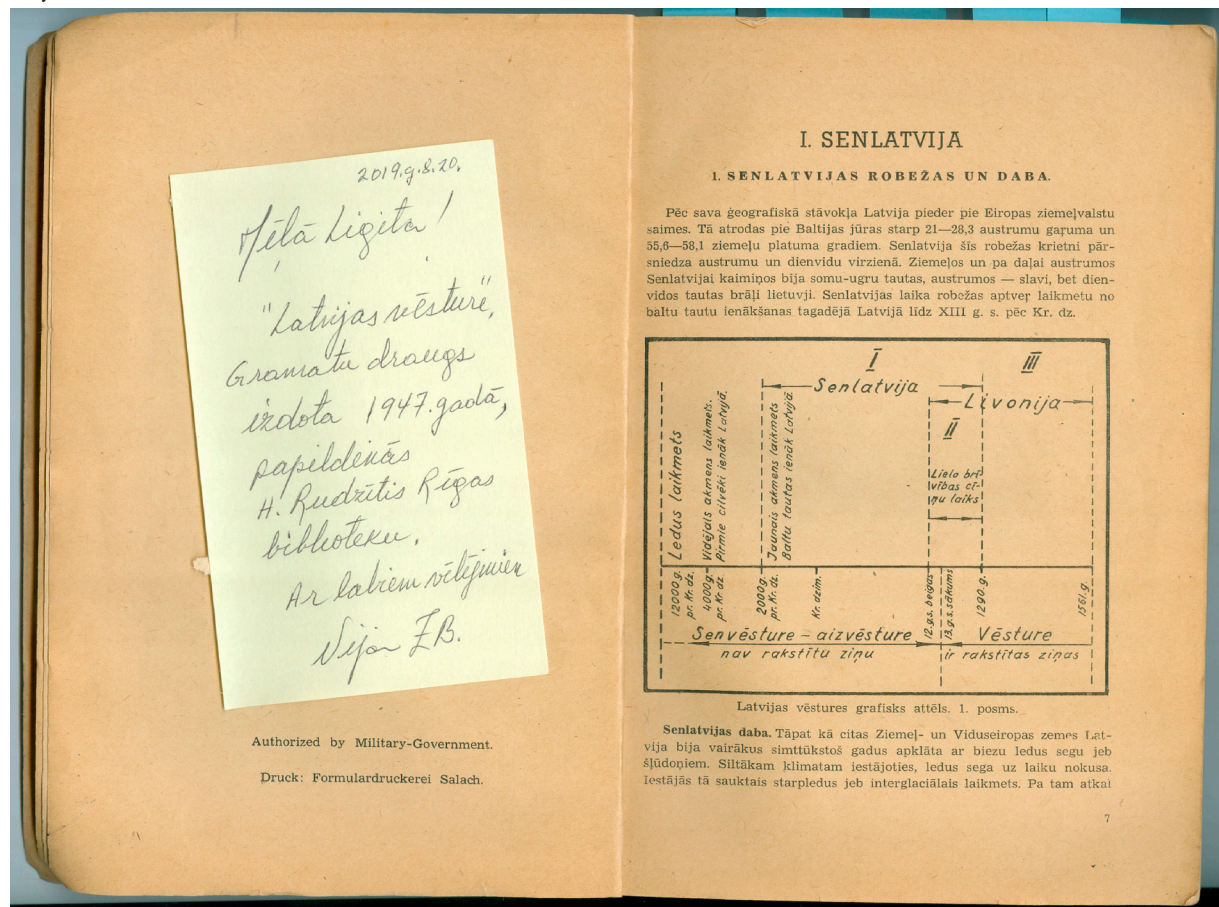 2019.g.8.20.
Mēlā Ligita!
"Latvijas vēsture",
Gramatu draugs
izdota 1947.gadā,
papildinās
H. Rudzītis Rīgas
biblioteku.
Ar labiem vēlējumiem
Vija ZB.
Authorized by Military-Government.
Druck: Formulardruckerei Salach.
I. SENLATVIJA
1. SENLATVIJAS ROBEŽAS UN DABA.
Pēc sava ģeografiskā stāvokļa Latvija pieder pie Eiropas ziemeļvalstu
saimes. Tā atrodas pie Baltijas jūras starp 21—28,3 austrumu gaŗuma un
55,6—58,1 ziemeļu platuma gradiem. Senlatvija šīs robežas krietni pār-
sniedza austrumu un dienvidu virzienā. Ziemeļos un pa daļai austrumos
Senlatvijai kaimiņos bija somu-ugru tautas, austrumos — slavi, bet dien-
vidos tautas brāļi lietuvji. Senlatvijas laika robežas aptveŗ laikmetu no
baltu tautu ienākšanas tagadējā Latvijā līdz XIII g. s. pēc Kr. dz.
I
III
Senlatvija
Livonija
II
Lielo brī-
vības cī-
ņu laiks
Ledus laikmets
Vidējais akmens laikmets.
Pirmie cilvēki ienāk Latvijā.
Jaunais akmens laikmets
Baltu tautas ienāk Latvijā.
12000g.
pr. Kr. dz.
4000g.
pr. Kr. dz.
2000g.
pr. Kr. dz.
Kr. dzim.
12.g.s. beigas
13.g.s. sākums
1290.g.
1561.g.
Senvēsture – aizvēsture
Vēsture
nav rakstītu ziņu
ir rakstītas ziņas
Latvijas vēstures grafisks attēls. 1. posms.
Senlatvijas daba. Tāpat kā citas Ziemeļ- un Viduseiropas zemes Lat-
vija bija vairākus simttūkstoš gadus apklāta ar biezu ledus segu jeb
šļūdoņiem. Siltākam klimatam iestājoties, ledus sega uz laiku nokusa.
Iestājās tā sauktais starpledus jeb interglaciālais laikmets. Pa tam atkal
7